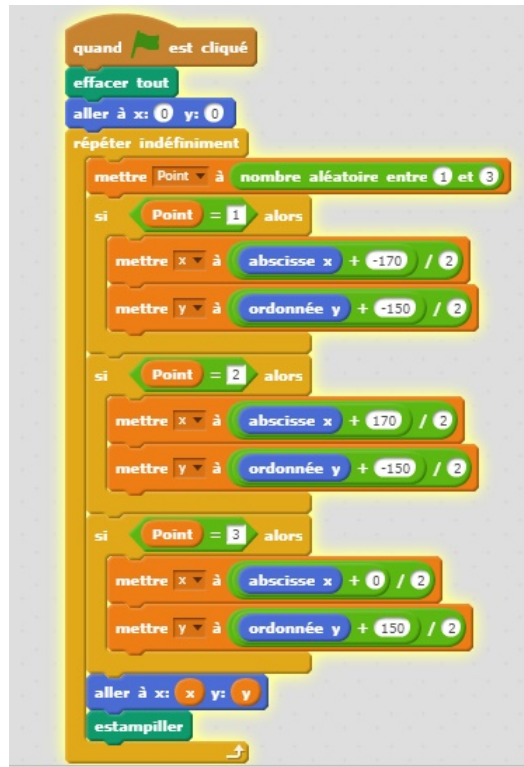 quand est cliqué
effacer tout
aller à x: 0 y: 0
répéter indéfiniment
mettre Point à nombre aléatoire entre 1 et 3
si Point = 1 alors
mettre x à abscisse x + -170 / 2
mettre y à ordonnée y + -150 / 2
si Point = 2 alors
mettre x à abscisse x + 170 / 2
mettre y à ordonnée y + -150 / 2
si Point = 3 alors
mettre x à abscisse x + 0 / 2
mettre y à ordonnée y + 150 / 2
aller à x: x y: y
estampiller